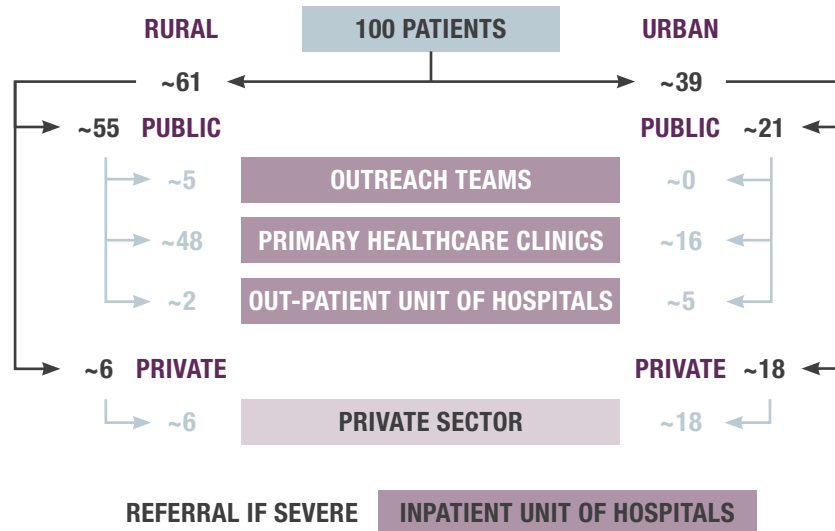 RURAL 100 PATIENTS URBAN
~61 ~39
~55 PUBLIC PUBLIC ~21
~5 OUTREACH TEAMS ~0
~48 PRIMARY HEALTHCARE CLINICS ~16
~2 OUT-PATIENT UNIT OF HOSPITALS ~5
~6 PRIVATE PRIVATE ~18
~6 PRIVATE SECTOR ~18
REFERRAL IF SEVERE INPATIENT UNIT OF HOSPITALS